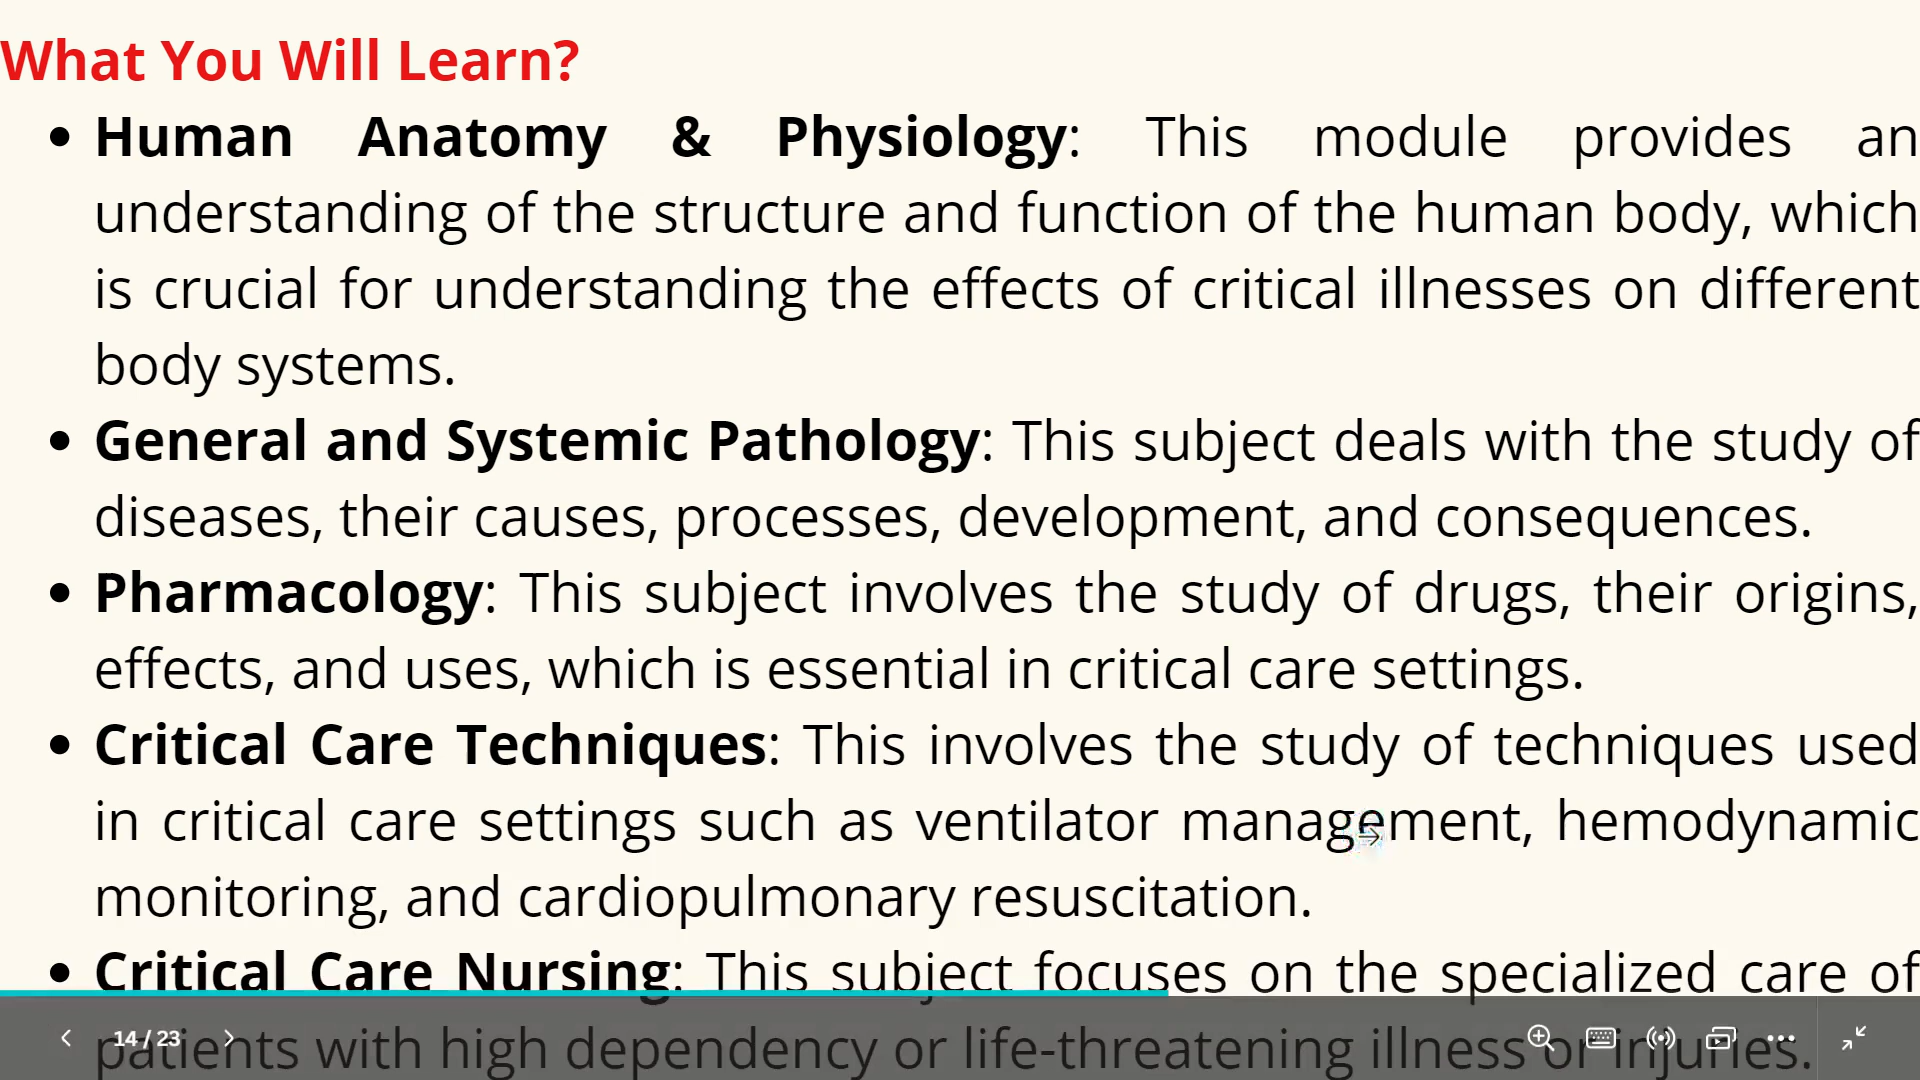 What You Will Learn?
• Human Anatomy & Physiology: This module provides an
understanding of the structure and function of the human body, which
is crucial for understanding the effects of critical illnesses on different
body systems.
• General and Systemic Pathology: This subject deals with the study of
diseases, their causes, processes, development, and consequences.
• Pharmacology: This subject involves the study of drugs, their origins,
effects, and uses, which is essential in critical care settings.
• Critical Care Techniques: This involves the study of techniques used
in critical care settings such as ventilator management, hemodynamic
monitoring, and cardiopulmonary resuscitation.
• Critical Care Nursing: This subject focuses on the specialized care of
patients with high dependency or life-threatening illness or injuries.
14 / 23